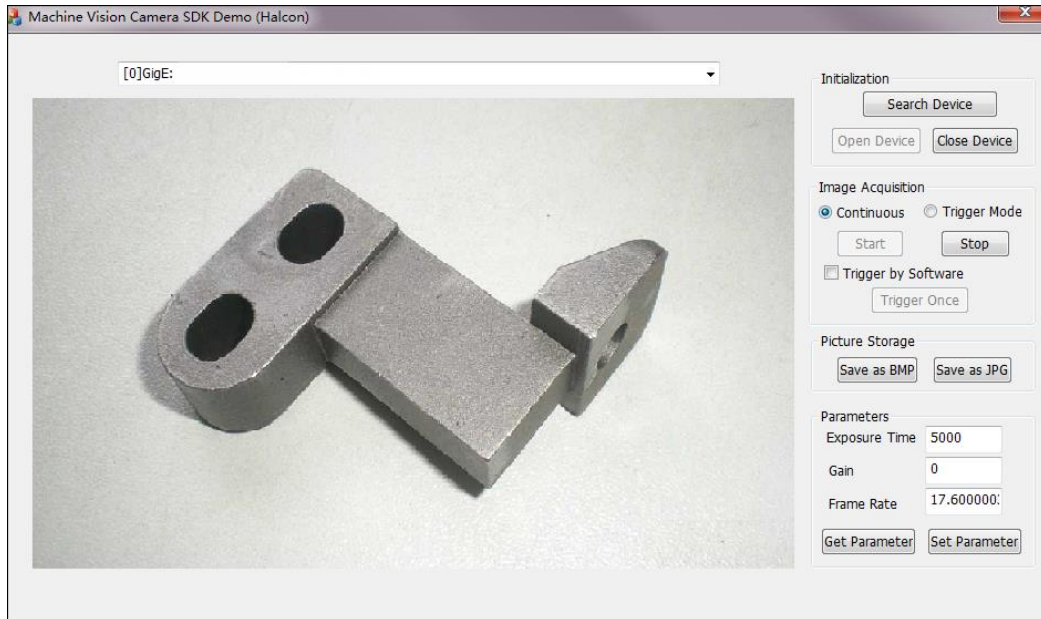 Machine Vision Camera SDK Demo (Halcon)
[0]GigE:
Initialization
Search Device
Open Device Close Device
Image Acquisition
Continuous Trigger Mode
Start Stop
Trigger by Software
Trigger Once
Picture Storage
Save as BMP Save as JPG
Parameters
Exposure Time 5000
Gain 0
Frame Rate 17.600000
Get Parameter Set Parameter